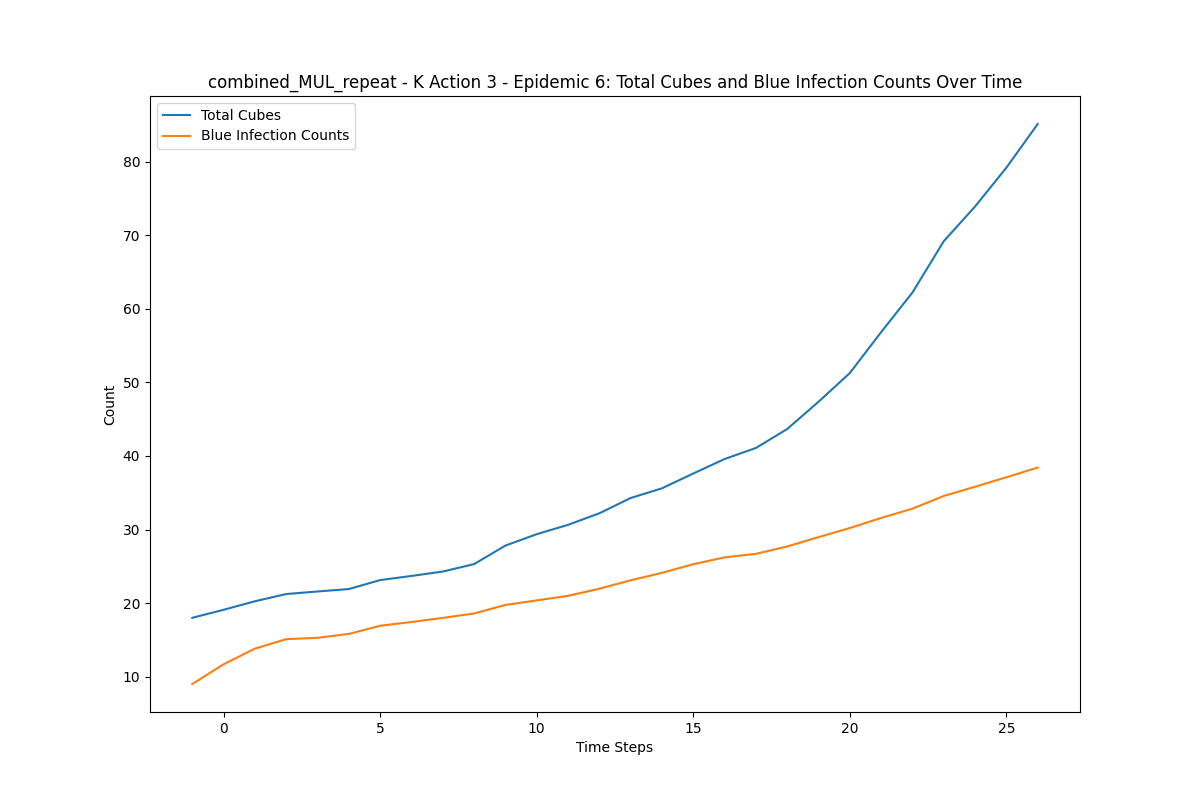 combined_MUL_repeat - K Action 3 - Epidemic 6: Total Cubes and Blue Infection Counts Over Time
Total Cubes
Blue Infection Counts
80
70
60
50
40
30
20
10
Count
0 5 10 15 20 25
Time Steps